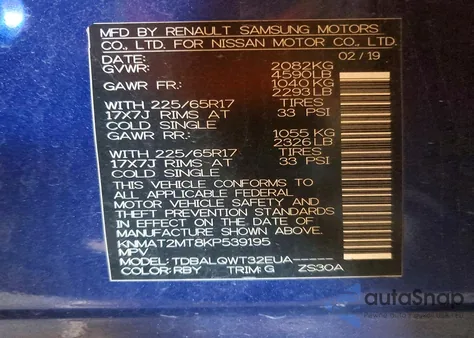 MFD BY RENAULT SAMSUNG MOTORS
CO., LTD. FOR NISSAN MOTOR CO., LTD.
DATE: 02/19
GVWR: 2082KG
4590LB
GAWR FR: 1040 KG
2293LB
WITH 225/65R17 TIRES
17X7J RIMS AT 33 PSI
COLD SINGLE
GAWR RR: 1055 KG
2326LB
WITH 225/65R17 TIRES
17X7J RIMS AT 33 PSI
COLD SINGLE
THIS VEHICLE CONFORMS TO
ALL APPLICABLE FEDERAL
MOTOR VEHICLE SAFETY AND
THEFT PREVENTION STANDARDS
IN EFFECT ON THE DATE OF
MANUFACTURE SHOWN ABOVE.
KNMAT2MT8KP539195
MPV
MODEL: TDBALQWT32EUA-----
COLOR: RBY TRIM: G ZS30A
autoSnap